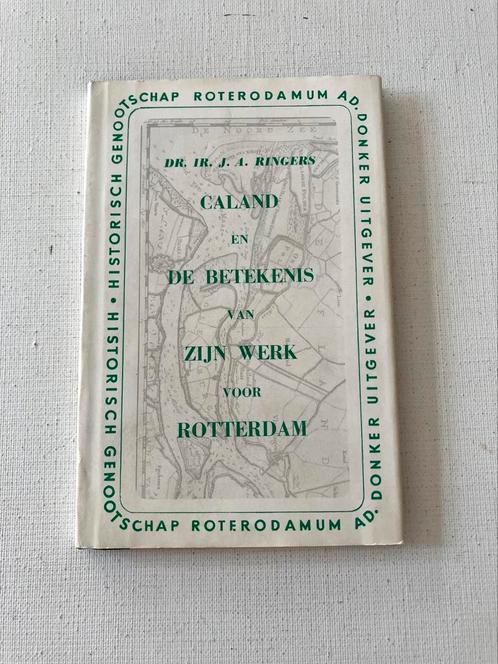 HISTORISCH GENOOTSCHAP ROTERODAMUM AD. DONKER UITGEVER •
HISTORISCH GENOOTSCHAP ROTERODAMUM AD. DONKER UITGEVER •
DE NOORD ZEE
DR. IR. J. A. RINGERS
CALAND
EN
DE BETEKENIS
VAN
ZIJN WERK
VOOR
ROTTERDAM